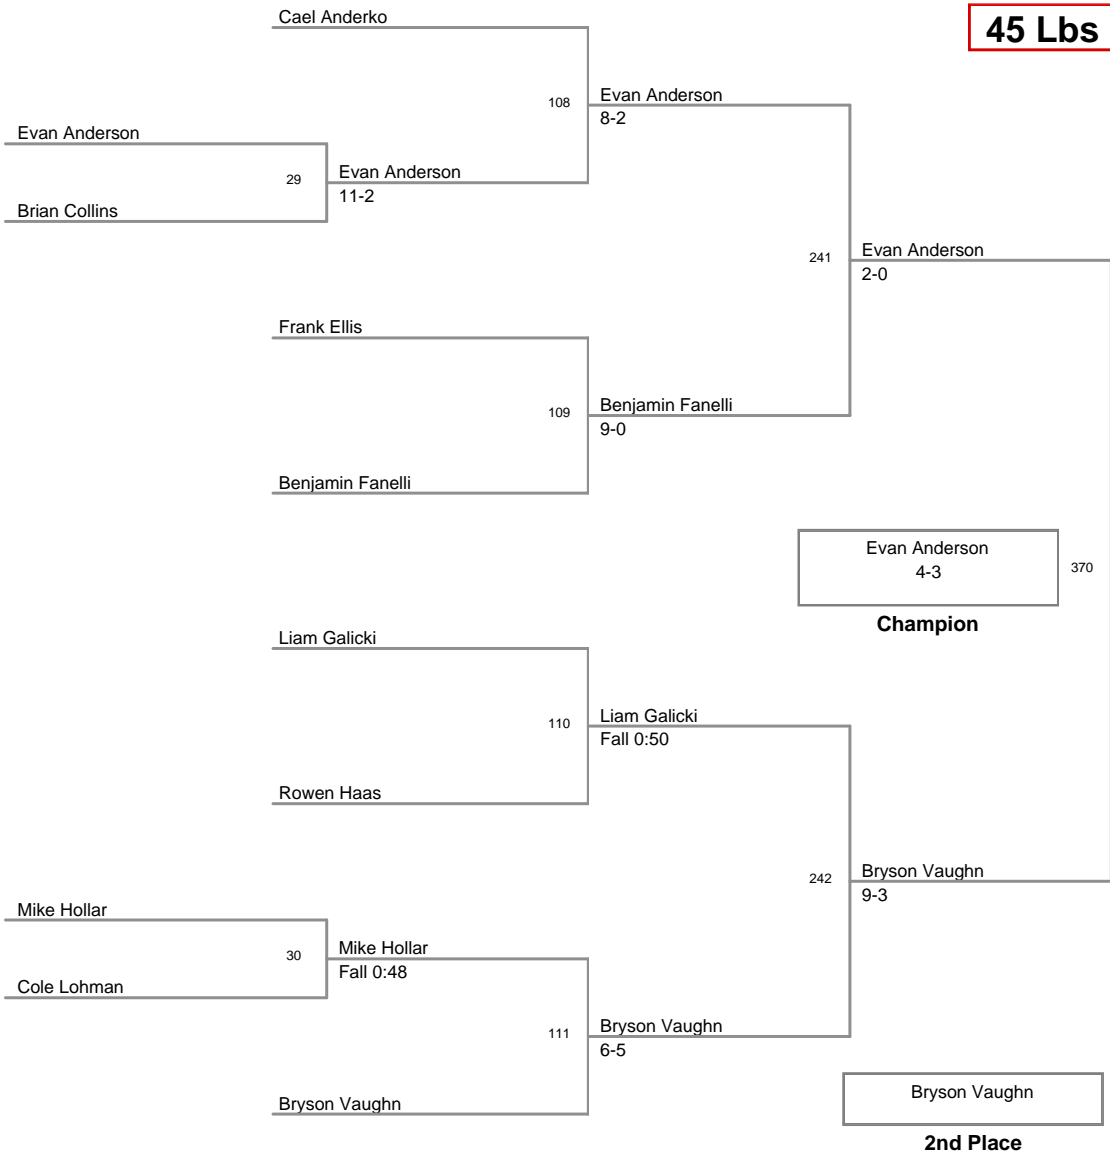 Cael Anderko
45 Lbs
108
Evan Anderson
8-2
Evan Anderson
29
Evan Anderson
11-2
Brian Collins
241
Evan Anderson
2-0
Frank Ellis
109
Benjamin Fanelli
9-0
Benjamin Fanelli
Evan Anderson
4-3
370
Champion
Liam Galicki
110
Liam Galicki
Fall 0:50
Rowen Haas
242
Bryson Vaughn
9-3
Mike Hollar
30
Mike Hollar
Fall 0:48
Cole Lohman
111
Bryson Vaughn
6-5
Bryson Vaughn
Bryson Vaughn
2nd Place